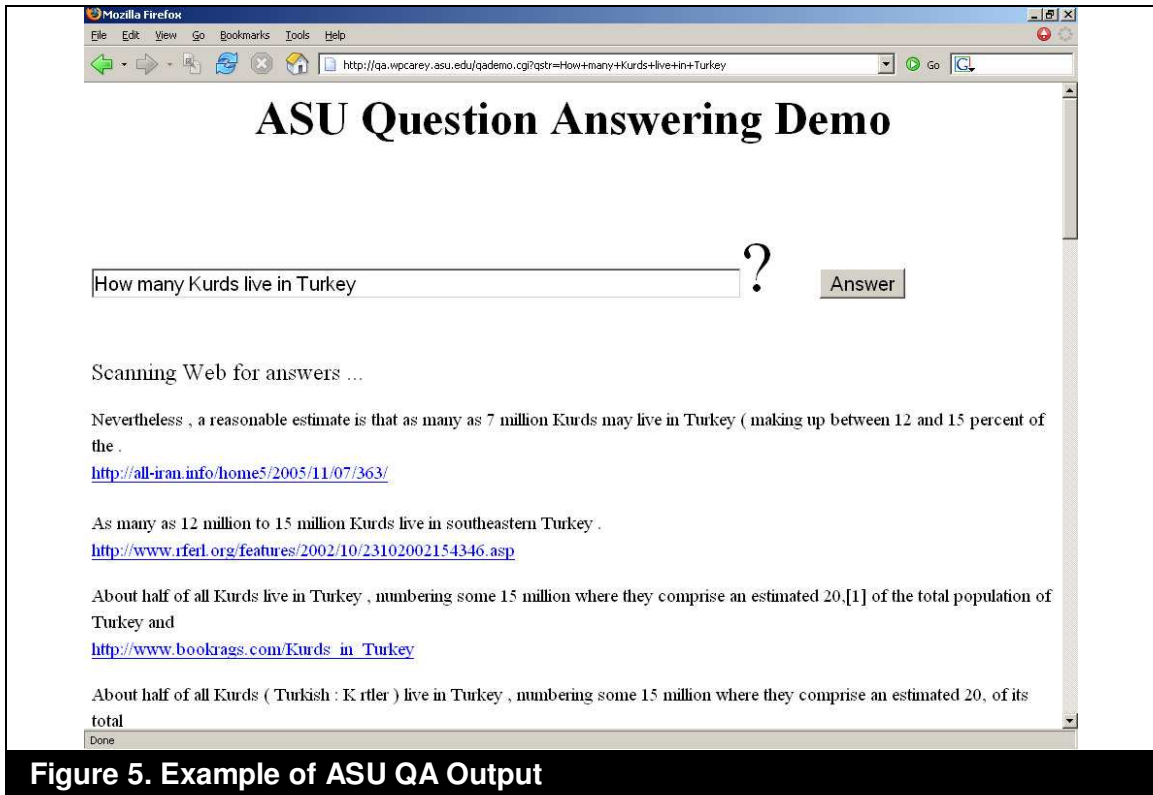 Mozilla Firefox
File Edit View Go Bookmarks Tools Help
http://qa.wpcarey.asu.edu/qademo.cgi?qstr=How+many+Kurds+live+in+Turkey
Go
ASU Question Answering Demo
How many Kurds live in Turkey
?
Answer
Scanning Web for answers ...
Nevertheless , a reasonable estimate is that as many as 7 million Kurds may live in Turkey ( making up between 12 and 15 percent of
the .
http://all-iran.info/home5/2005/11/07/363/
As many as 12 million to 15 million Kurds live in southeastern Turkey .
http://www.rferl.org/features/2002/10/23102002154346.asp
About half of all Kurds live in Turkey , numbering some 15 million where they comprise an estimated 20,[1] of the total population of
Turkey and
http://www.bookrags.com/Kurds_in_Turkey
About half of all Kurds ( Turkish : K rtler ) live in Turkey , numbering some 15 million where they comprise an estimated 20, of its
total
Done
Figure 5. Example of ASU QA Output